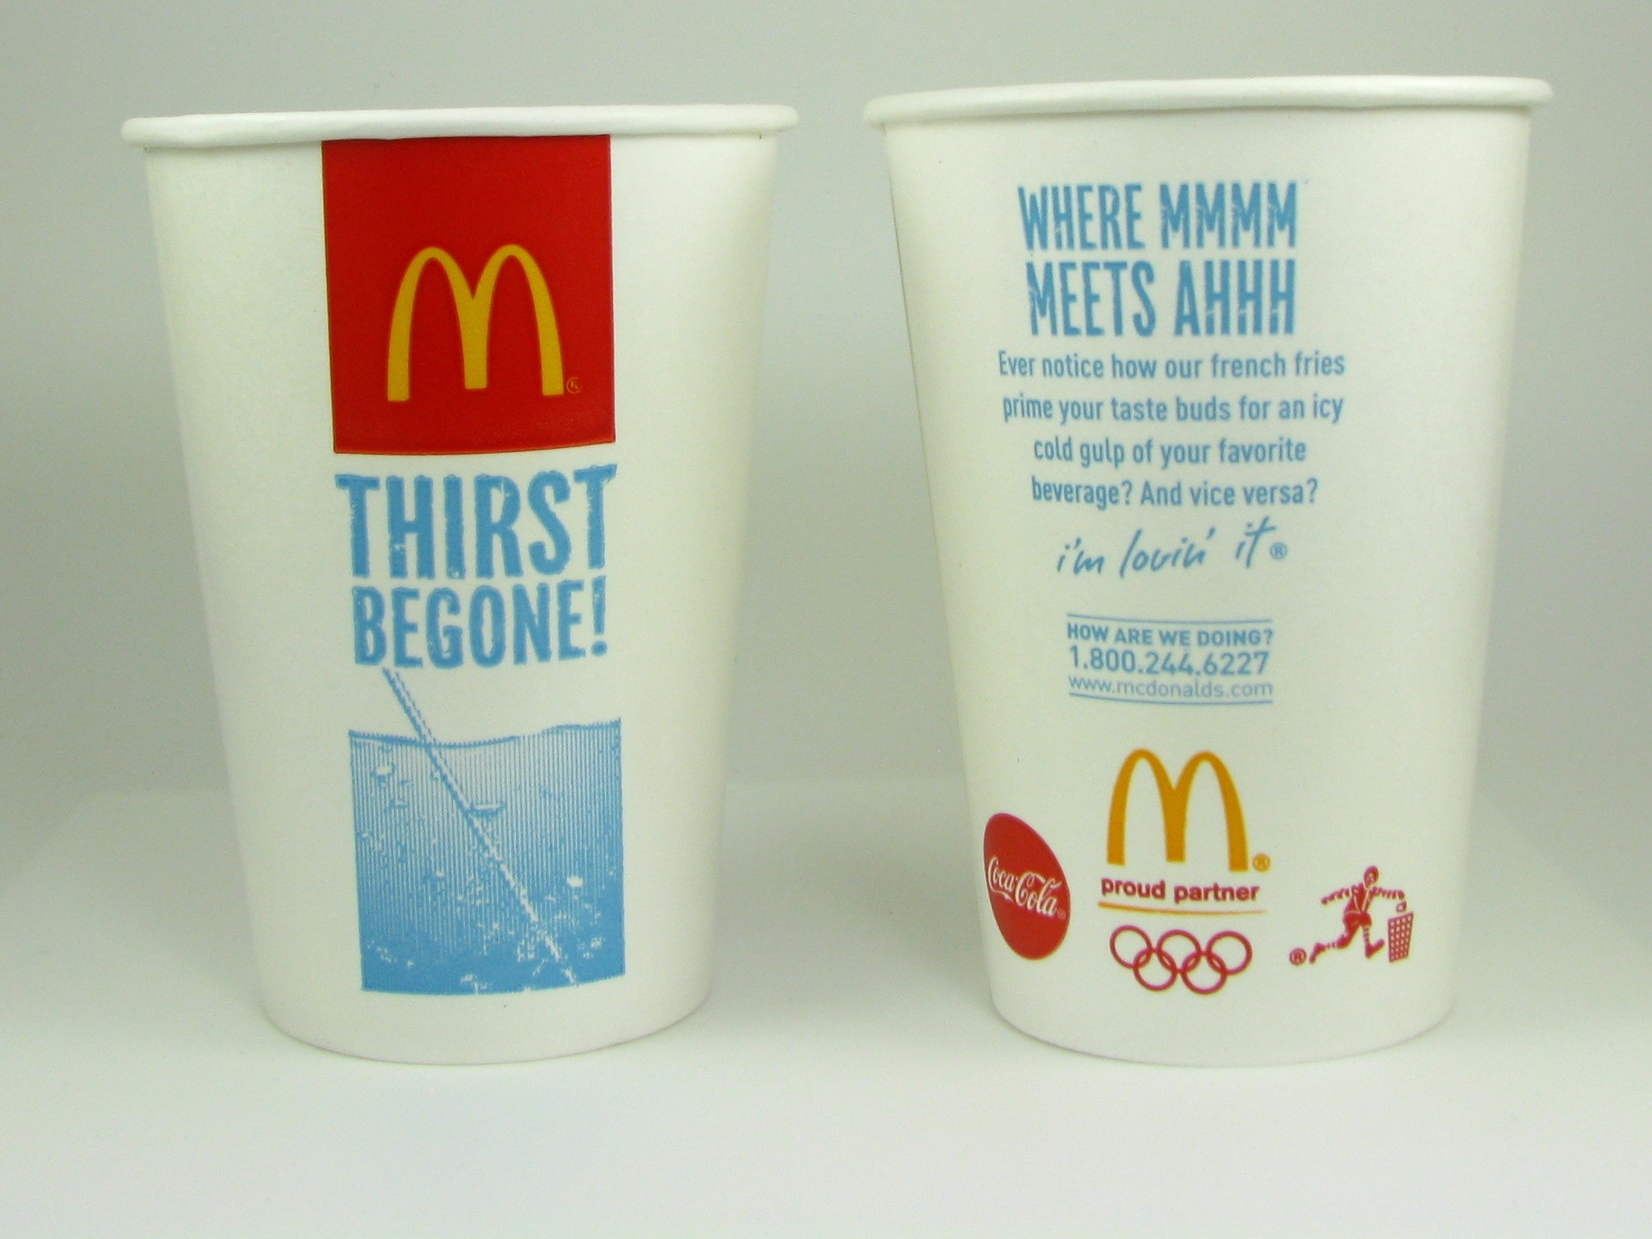 THIRST
BEGONE!
WHERE MMMM
MEETS AHHH
Ever notice how our french fries
prime your taste buds for an icy
cold gulp of your favorite
beverage? And vice versa?
i'm lovin' it®
HOW ARE WE DOING?
1.800.244.6227
www.mcdonalds.com
Coca-Cola
proud partner